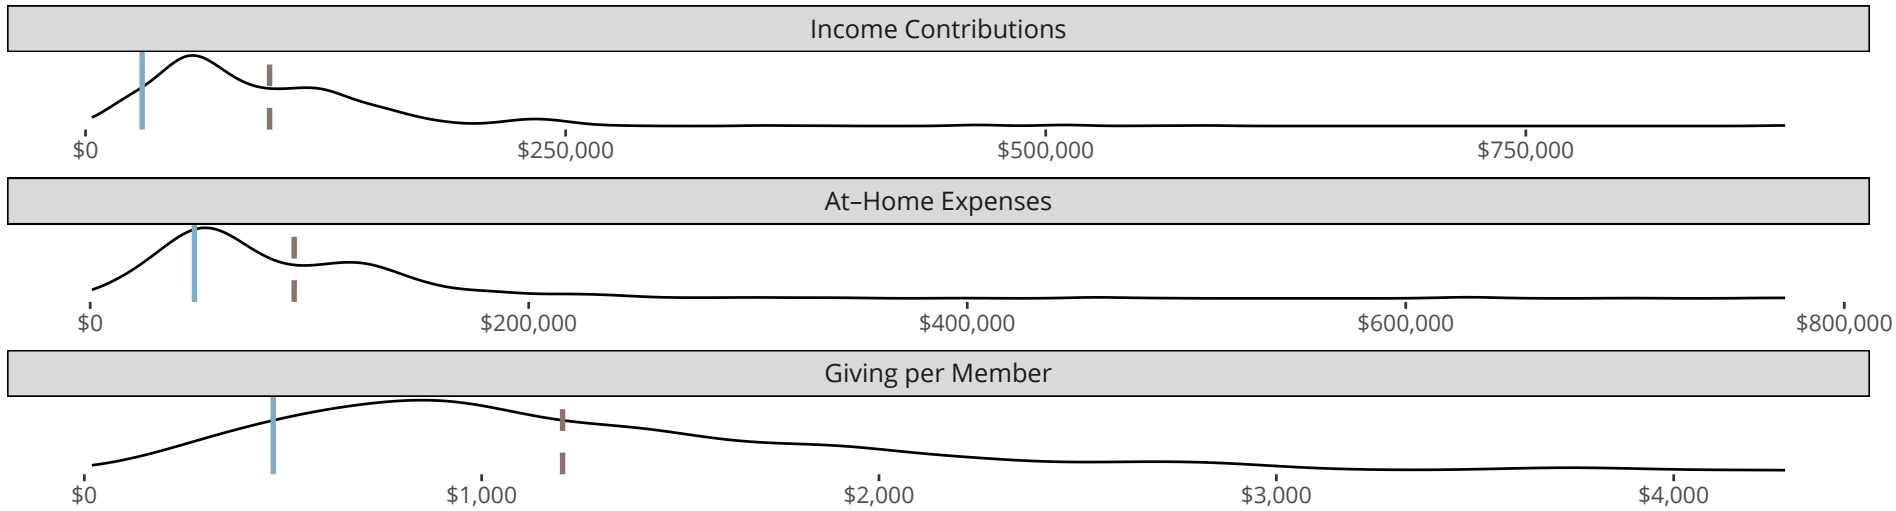 Income Contributions
$0 $250,000 $500,000 $750,000
At–Home Expenses
$0 $200,000 $400,000 $600,000 $800,000
Giving per Member
$0 $1,000 $2,000 $3,000 $4,000